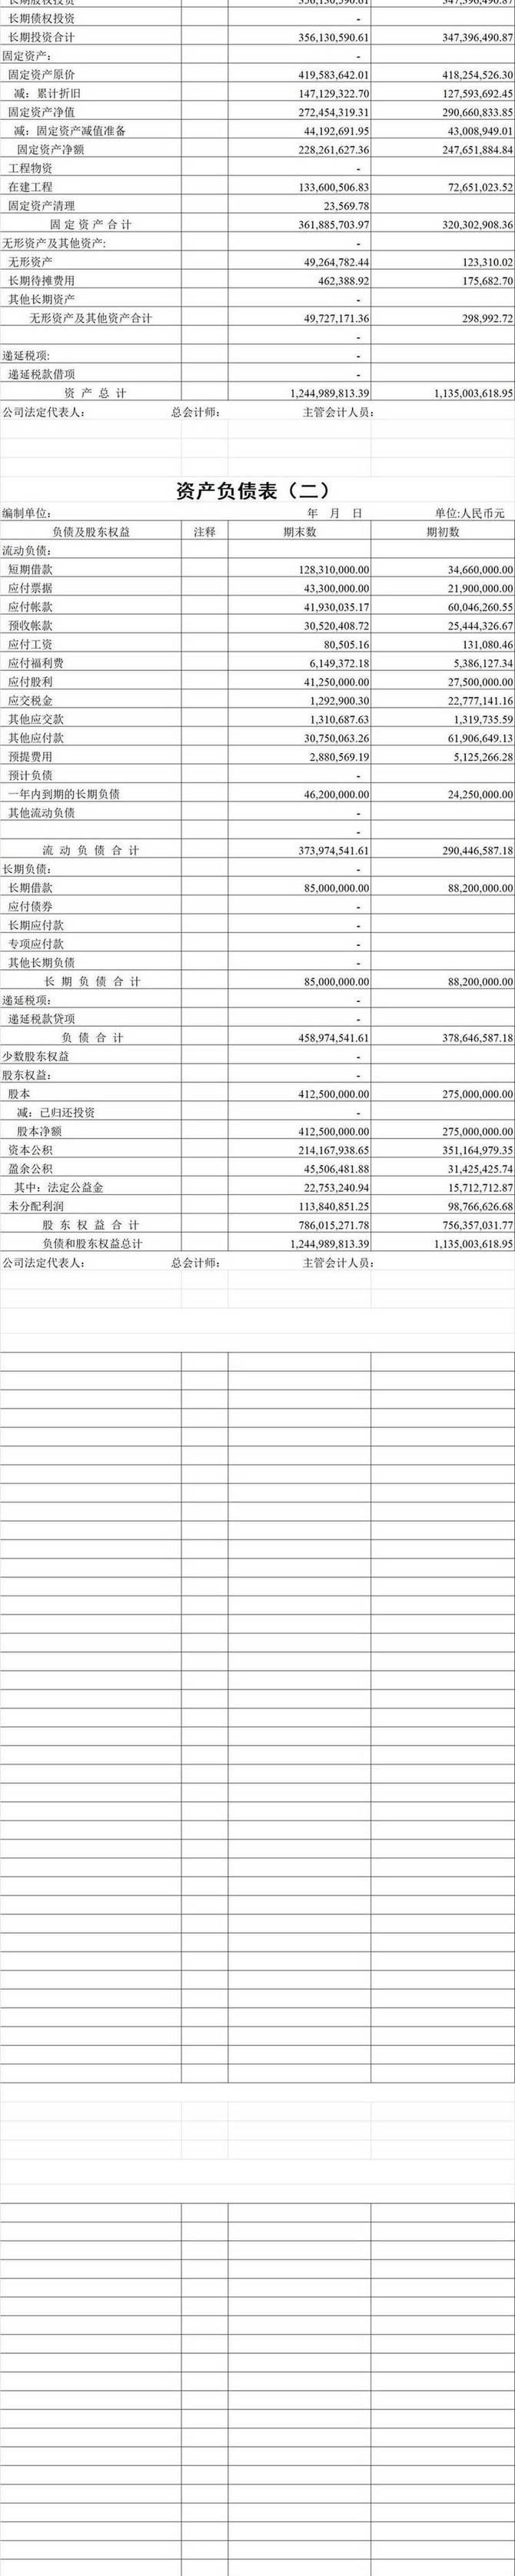 长期股权投资 356,130,590.61 347,396,490.87
长期债权投资 -
长期投资合计 356,130,590.61 347,396,490.87
固定资产： -
固定资产原价 419,583,642.01 418,254,526.30
减：累计折旧 147,129,322.70 127,593,692.45
固定资产净值 272,454,319.31 290,660,833.85
减：固定资产减值准备 44,192,691.95 43,008,949.01
固定资产净额 228,261,627.36 247,651,884.84
工程物资 -
在建工程 133,600,506.83 72,651,023.52
固定资产清理 23,569.78
固定资产合计 361,885,703.97 320,302,908.36
无形资产及其他资产: -
无形资产 49,264,782.44 123,310.02
长期待摊费用 462,388.92 175,682.70
其他长期资产 -
无形资产及其他资产合计 49,727,171.36 298,992.72
-
递延税项: -
递延税款借项 -
资 产 总 计 1,244,989,813.39 1,135,003,618.95
公司法定代表人： 总会计师： 主管会计人员：
资产负债表（二）
编制单位： 年 月 日 单位:人民币元
负债及股东权益 注释 期末数 期初数
流动负债：
短期借款 128,310,000.00 34,660,000.00
应付票据 43,300,000.00 21,900,000.00
应付帐款 41,930,035.17 60,046,260.55
预收帐款 30,520,408.72 25,444,326.67
应付工资 80,505.34 131,080.46
应付福利费 6,149,372.18 5,386,127.34
应付股利 41,250,000.00 27,500,000.00
应交税金 1,292,900.30 22,777,141.16
其他应交款 1,310,687.63 1,319,735.59
其他应付款 30,750,063.26 61,906,649.13
预提费用 2,880,569.19 5,125,266.28
预计负债 -
一年内到期的长期负债 46,200,000.00 24,250,000.00
其他流动负债 -
-
流 动 负 债 合 计 373,974,541.61 290,446,587.18
长期负债： -
长期借款 85,000,000.00 88,200,000.00
应付债券 -
长期应付款 -
专项应付款 -
其他长期负债 -
长 期 负 债 合 计 85,000,000.00 88,200,000.00
递延税项： -
递延税款贷项 -
负 债 合 计 458,974,541.61 378,646,587.18
少数股东权益 -
股东权益： -
股本 412,500,000.00 275,000,000.00
减：已归还投资 -
股本净额 412,500,000.00 275,000,000.00
资本公积 214,167,938.65 351,164,979.35
盈余公积 45,506,481.88 31,425,425.74
其中：法定公益金 22,753,240.94 15,712,712.87
未分配利润 113,840,851.25 98,766,626.68
股 东 权 益 合 计 786,015,271.78 756,357,031.77
负债和股东权益总计 1,244,989,813.39 1,135,003,618.95
公司法定代表人： 总会计师： 主管会计人员：